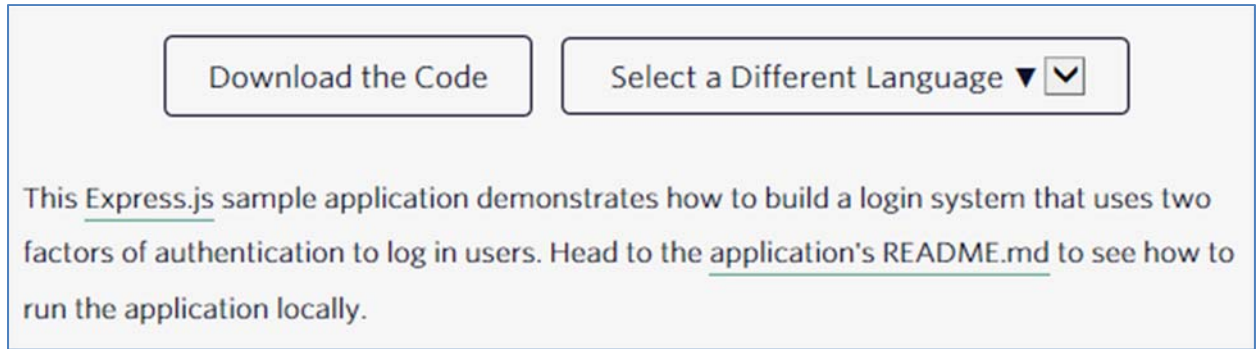 Download the Code
Select a Different Language ▼
This Express.js sample application demonstrates how to build a login system that uses two
factors of authentication to log in users. Head to the application's README.md to see how to
run the application locally.